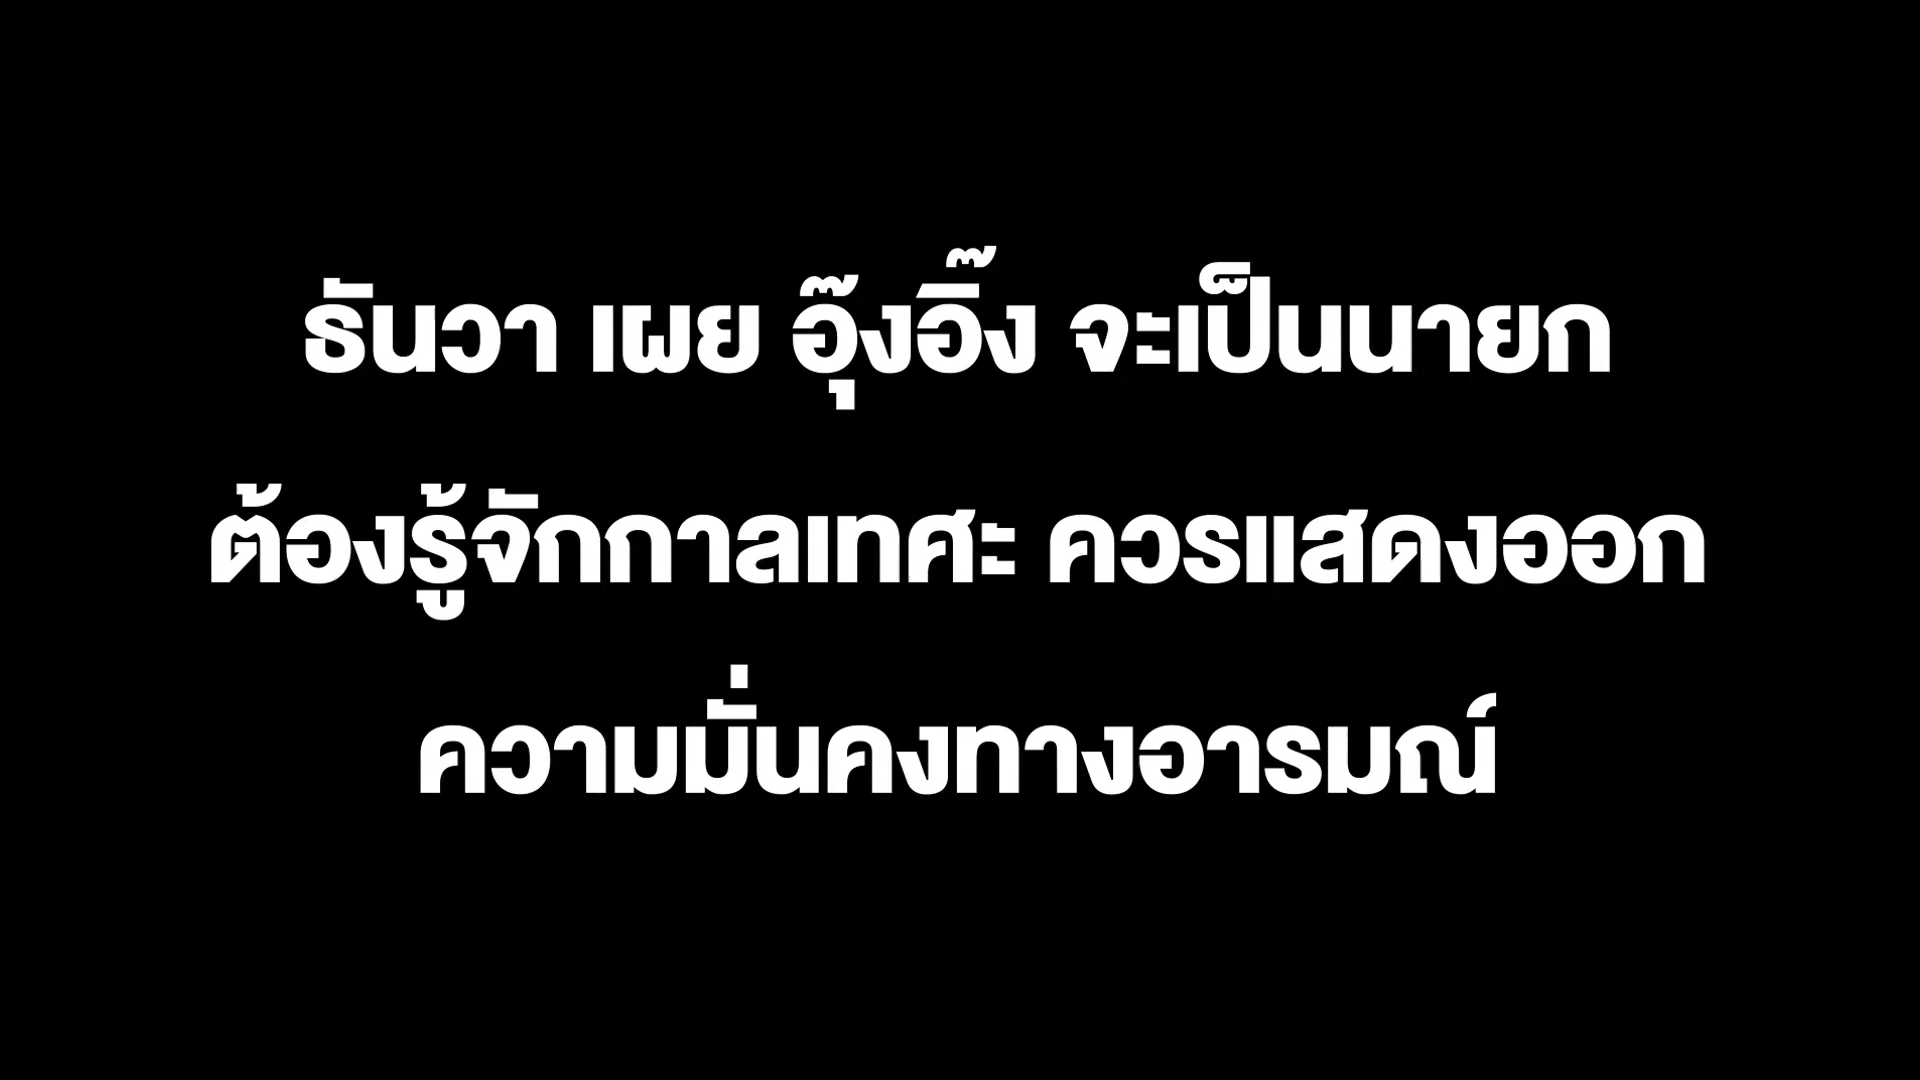 ธันวา เผย อุ๊งอิ๊ง จะเป็นนายก
ต้องรู้จักกาลเทศะ ควรแสดงออก
ความมั่นคงทางอารมณ์